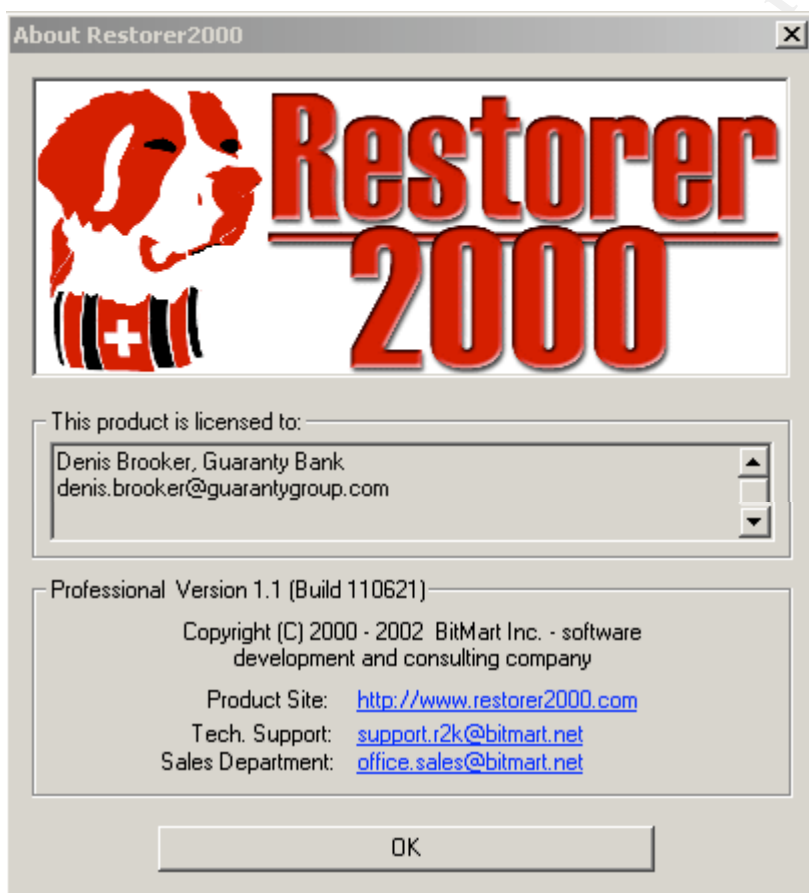 About Restorer2000
Restorer
2000
This product is licensed to:
Denis Brooker, Guaranty Bank
denis.brooker@guarantygroup.com
Professional Version 1.1 (Build 110621)
Copyright (C) 2000 - 2002 BitMart Inc. - software
development and consulting company
Product Site: http://www.restorer2000.com
Tech. Support: support.r2k@bitmart.net
Sales Department: office.sales@bitmart.net
OK